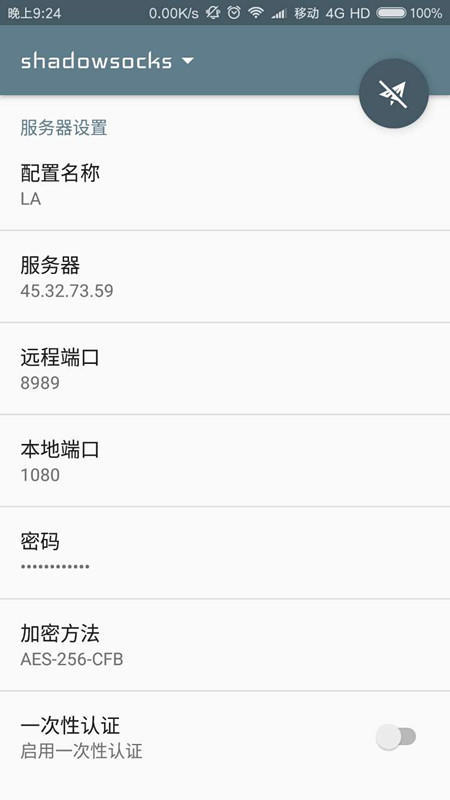 晚上9:24 0.00K/s 移动 4G HD 100%
shadowsocks
服务器设置
配置名称
LA
服务器
45.32.73.59
远程端口
8989
本地端口
1080
密码
••••••••••••
加密方法
AES-256-CFB
一次性认证
启用一次性认证